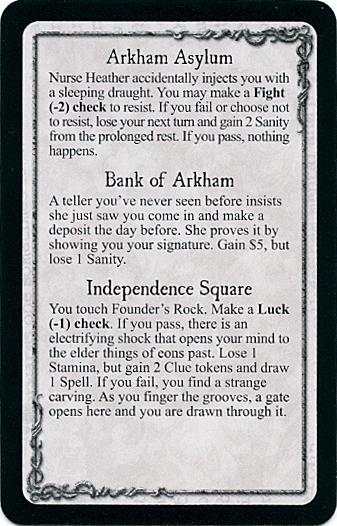 Arkham Asylum
Nurse Heather accidentally injects you with
a sleeping draught. You may make a Fight
(-2) check to resist. If you fail or choose not
to resist, lose your next turn and gain 2 Sanity
from the prolonged rest. If you pass, nothing
happens.
Bank of Arkham
A teller you've never seen before insists
she just saw you come in and make a
deposit the day before. She proves it by
showing you your signature. Gain $5, but
lose 1 Sanity.
Independence Square
You touch Founder's Rock. Make a Luck
(-1) check. If you pass, there is an
electrifying shock that opens your mind to
the elder things of eons past. Lose 1
Stamina, but gain 2 Clue tokens and draw
1 Spell. If you fail, you find a strange
carving. As you finger the grooves, a gate
opens here and you are drawn through it.